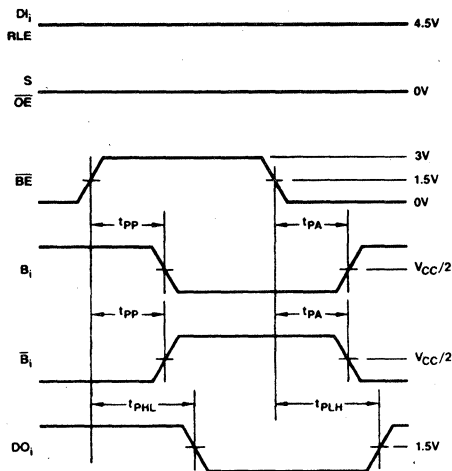 DIi
RLE
4.5V
S
OE
0V
BE
3V
1.5V
0V
tPP
tPA
Bi
VCC/2
tPP
tPA
B̅i
VCC/2
tPHL
tPLH
DOi
1.5V